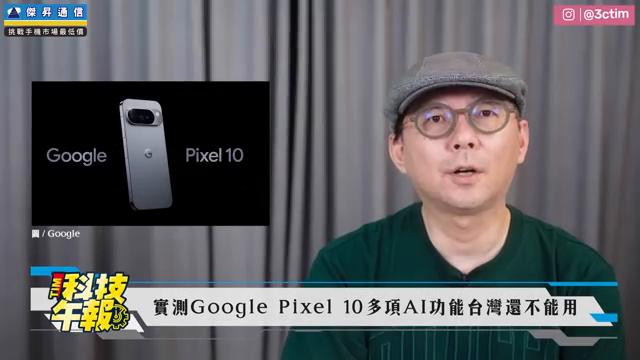 傑昇通信
挑戰手機市場最低價
@3ctim
Google Pixel 10
圖 / Google
科技
午報
實測Google Pixel 10多項AI功能台灣還不能用